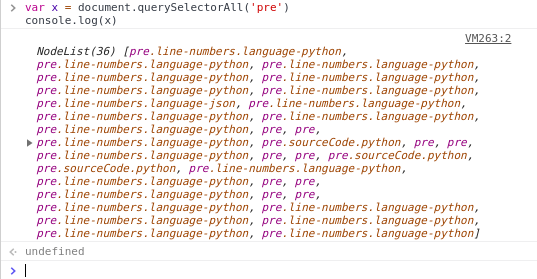 var x = document.querySelectorAll('pre')
console.log(x)
VM263:2
NodeList(36) [pre.line-numbers.language-python,
pre.line-numbers.language-python, pre.line-numbers.language-python,
pre.line-numbers.language-python, pre.line-numbers.language-python,
pre.line-numbers.language-python, pre.line-numbers.language-python,
pre.line-numbers.language-json, pre.line-numbers.language-python,
pre.line-numbers.language-python, pre.line-numbers.language-python,
pre.line-numbers.language-python, pre, pre,
pre.line-numbers.language-python, pre.sourceCode.python, pre, pre,
pre.line-numbers.language-python, pre, pre, pre.sourceCode.python,
pre.sourceCode.python, pre.line-numbers.language-python,
pre.line-numbers.language-python, pre, pre,
pre.line-numbers.language-python, pre, pre,
pre.line-numbers.language-python, pre.line-numbers.language-python,
pre.line-numbers.language-python, pre.line-numbers.language-python,
pre.line-numbers.language-python, pre.line-numbers.language-python]
undefined